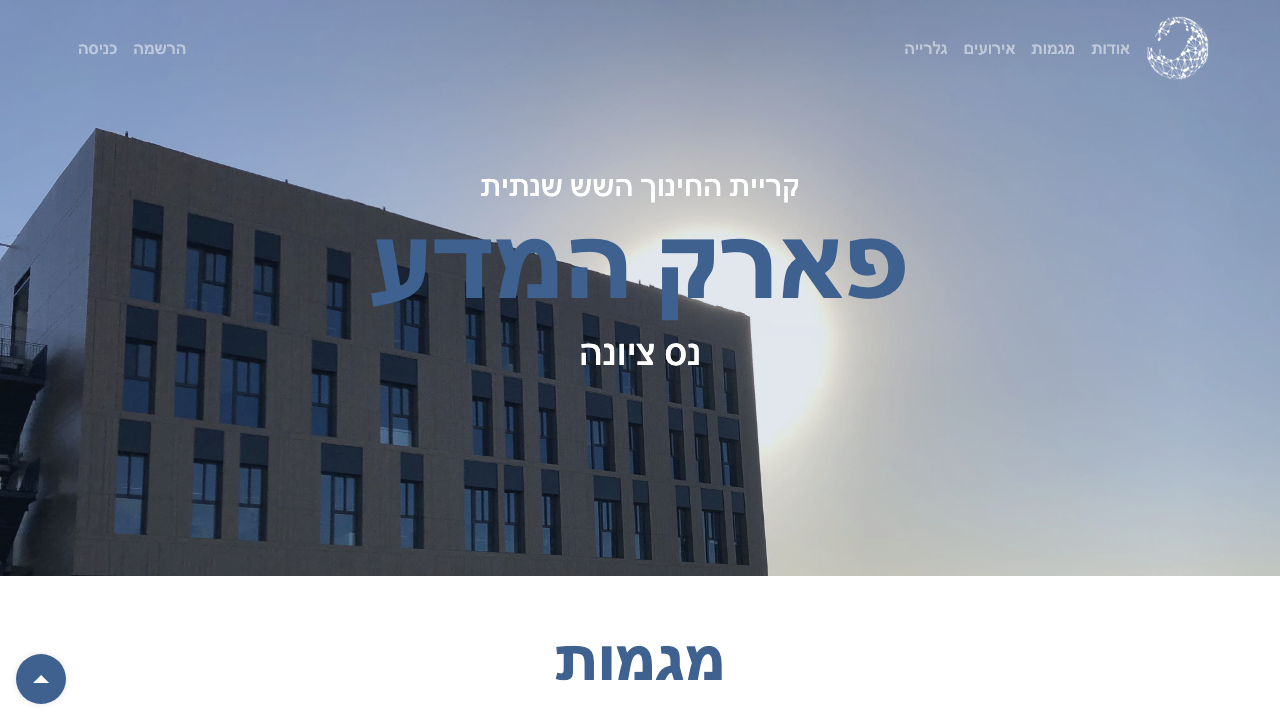 אודות מגמות אירועים גלרייה הרשמה כניסה
קריית החינוך השש שנתית
פארק המדע
נס ציונה
מגמות